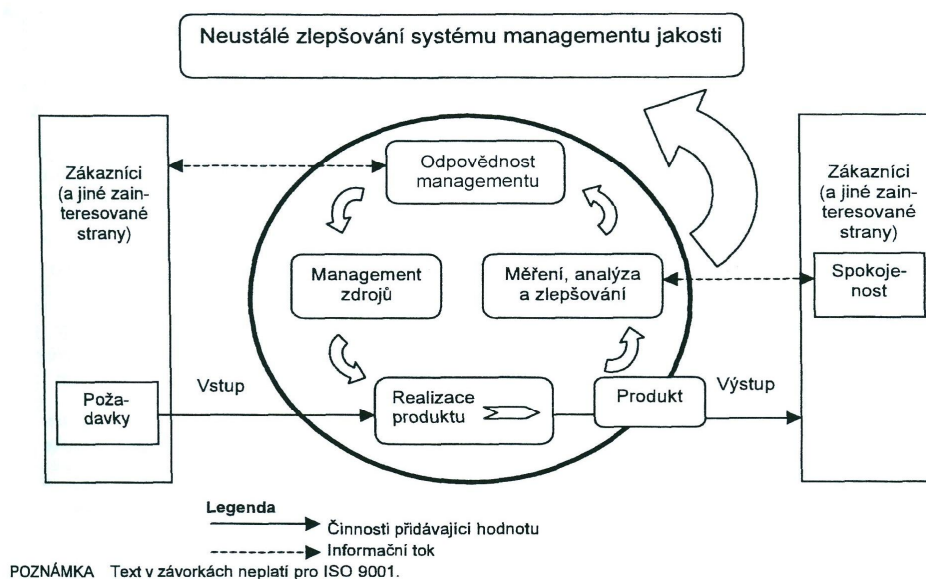 Neustálé zlepšování systému managementu jakosti
Zákazníci
(a jiné zain-
teresované
strany)
Odpovědnost
managementu
Zákazníci
(a jiné zain-
teresované
strany)
Management
zdrojů
Měření, analýza
a zlepšování
Spokoje-
nost
Poža-
davky
Vstup
Realizace
produktu
Produkt
Výstup
Legenda
Činnosti přidávající hodnotu
Informační tok
POZNÁMKA Text v závorkách neplatí pro ISO 9001.